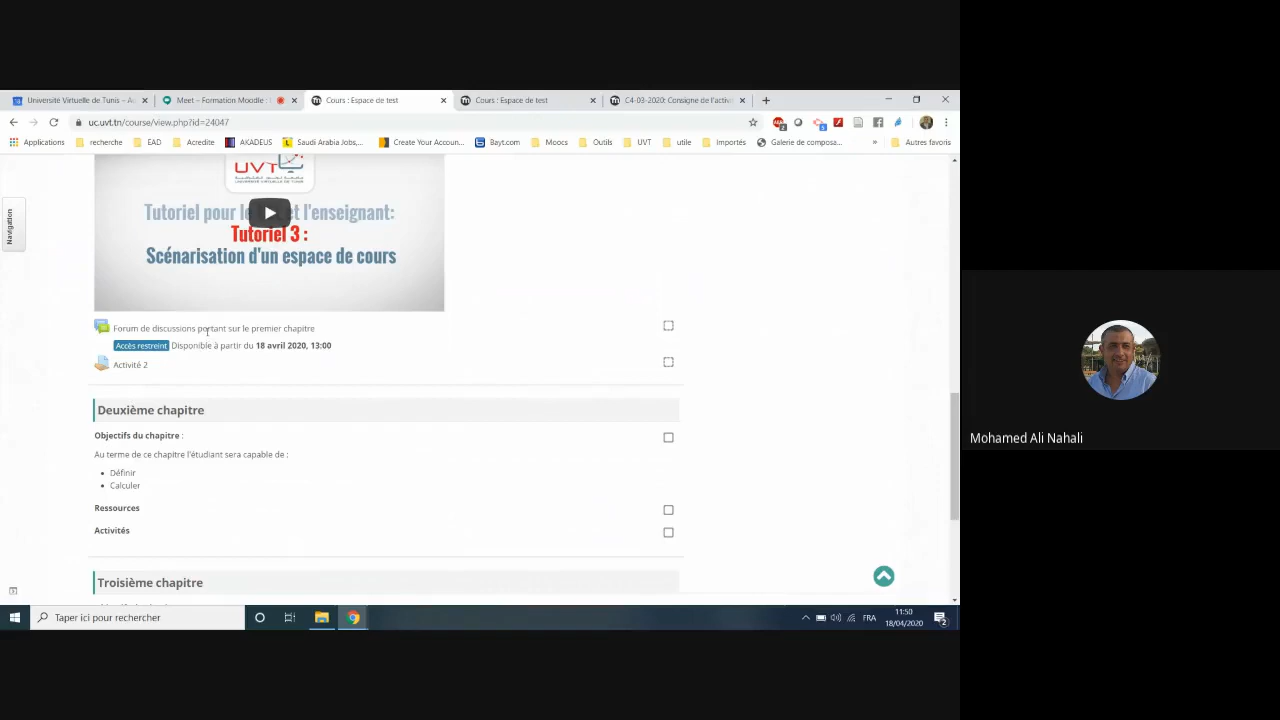 Université Virtuelle de Tunis – Ac
Meet – Formation Moodle :
Cours : Espace de test
Cours : Espace de test
C4-03-2020: Consigne de l'activ
uc.uvt.tn/course/view.php?id=24047
Applications
recherche
EAD
Acredite
AKADEUS
Saudi Arabia Jobs,...
Create Your Accoun...
Bayt.com
Moocs
Outils
UVT
utile
Importés
Galerie de composa...
»
Autres favoris
Navigation
UVT
Tutoriel pour le et l'enseignant:
Tutoriel 3 :
Scénarisation d'un espace de cours
Forum de discussions portant sur le premier chapitre
Accès restreint Disponible à partir du 18 avril 2020, 13:00
Activité 2
Deuxième chapitre
Objectifs du chapitre :
Au terme de ce chapitre l'étudiant sera capable de :
Définir
Calculer
Ressources
Activités
Troisième chapitre
Mohamed Ali Nahali
Taper ici pour rechercher
FRA
11:50
18/04/2020
2